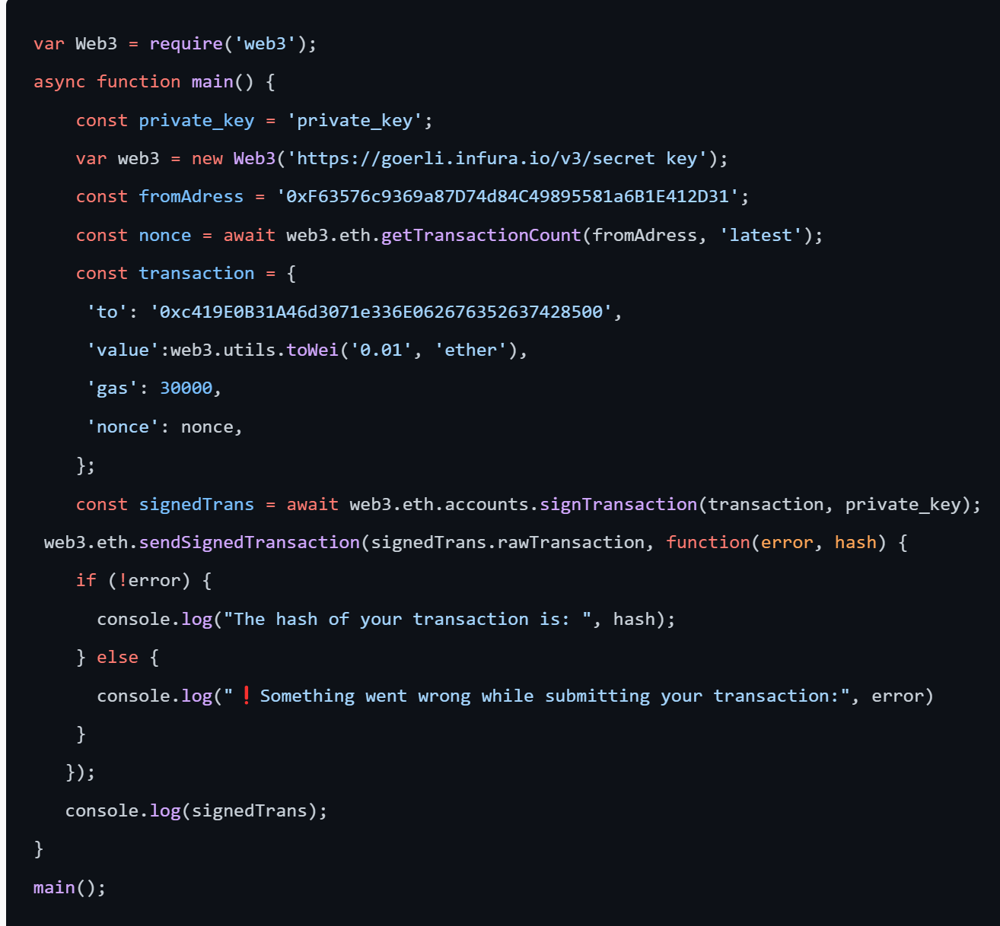 var Web3 = require('web3');
async function main() {
const private_key = 'private_key';
var web3 = new Web3('https://goerli.infura.io/v3/secret key');
const fromAdress = '0xF63576c9369a87D74d84C49895581a6B1E412D31';
const nonce = await web3.eth.getTransactionCount(fromAdress, 'latest');
const transaction = {
'to': '0xc419E0B31A46d3071e336E062676352637428500',
'value':web3.utils.toWei('0.01', 'ether'),
'gas': 30000,
'nonce': nonce,
};
const signedTrans = await web3.eth.accounts.signTransaction(transaction, private_key);
web3.eth.sendSignedTransaction(signedTrans.rawTransaction, function(error, hash) {
if (!error) {
console.log("The hash of your transaction is: ", hash);
} else {
console.log("❗Something went wrong while submitting your transaction:", error)
}
});
console.log(signedTrans);
}
main();